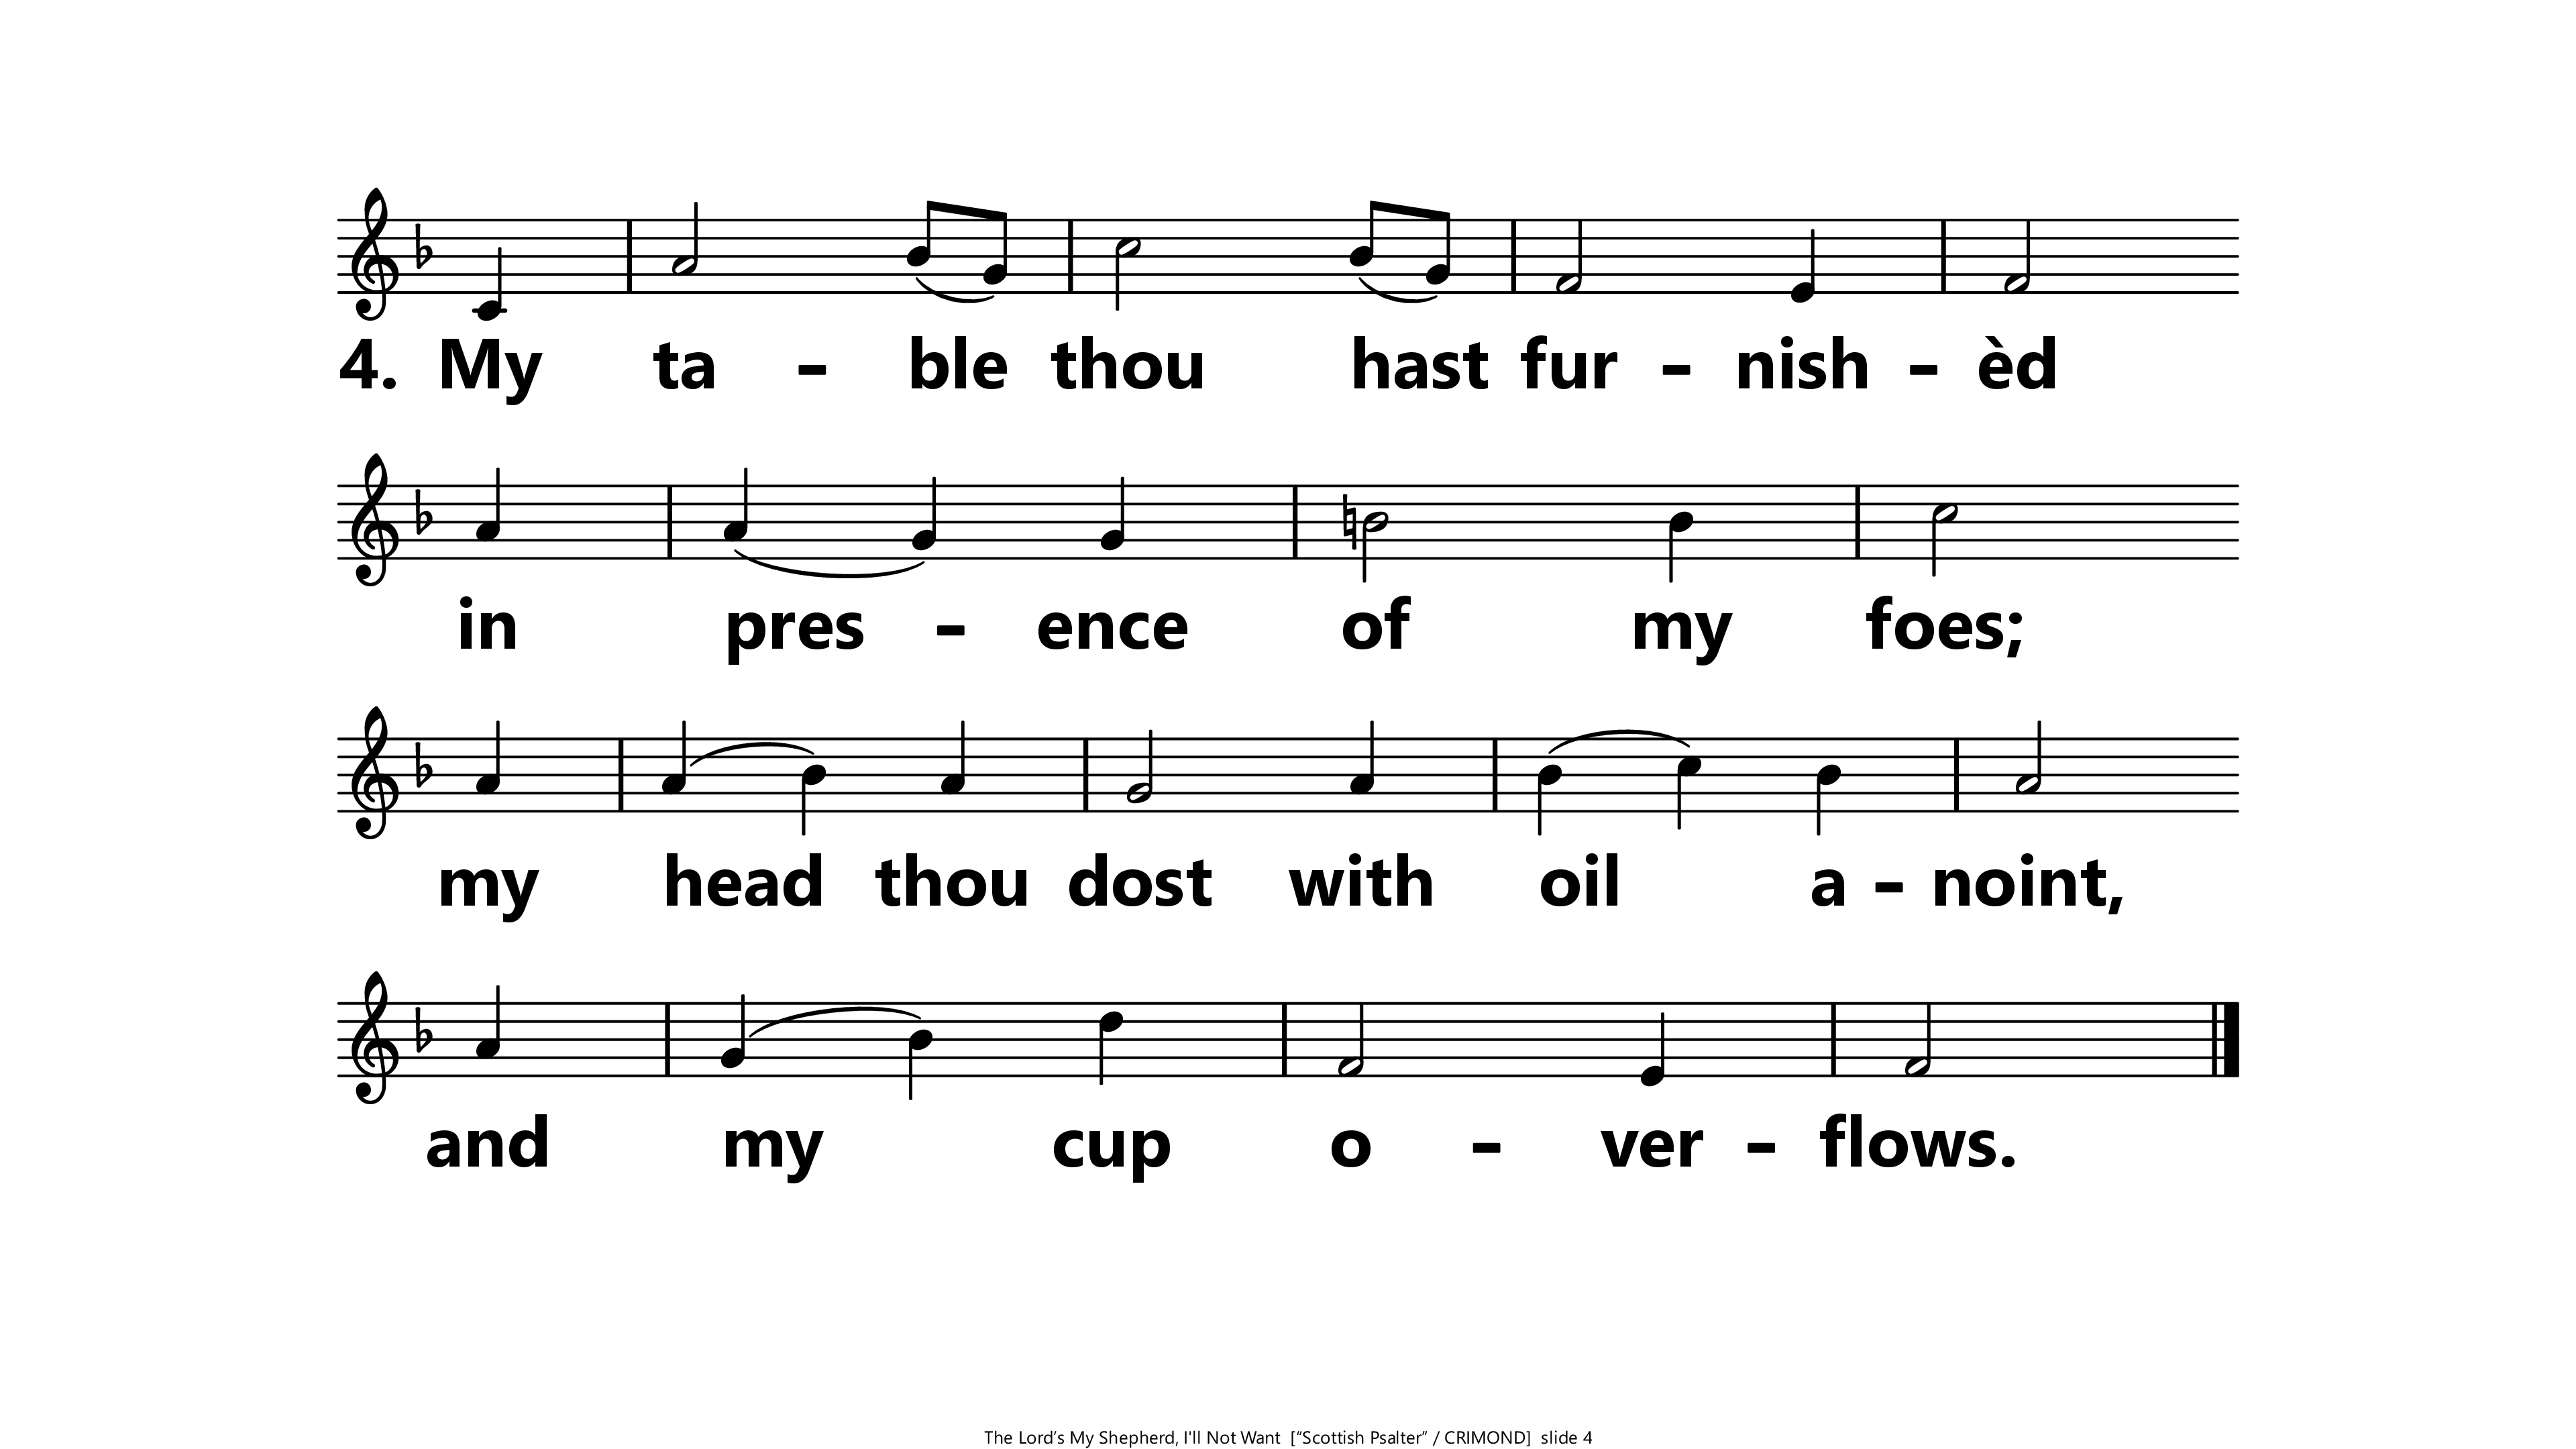 4. My ta - ble thou hast fur - nish - èd
in pres - ence of my foes;
my head thou dost with oil a - noint,
and my cup o - ver - flows.
The Lord’s My Shepherd, I'll Not Want [“Scottish Psalter” / CRIMOND] slide 4